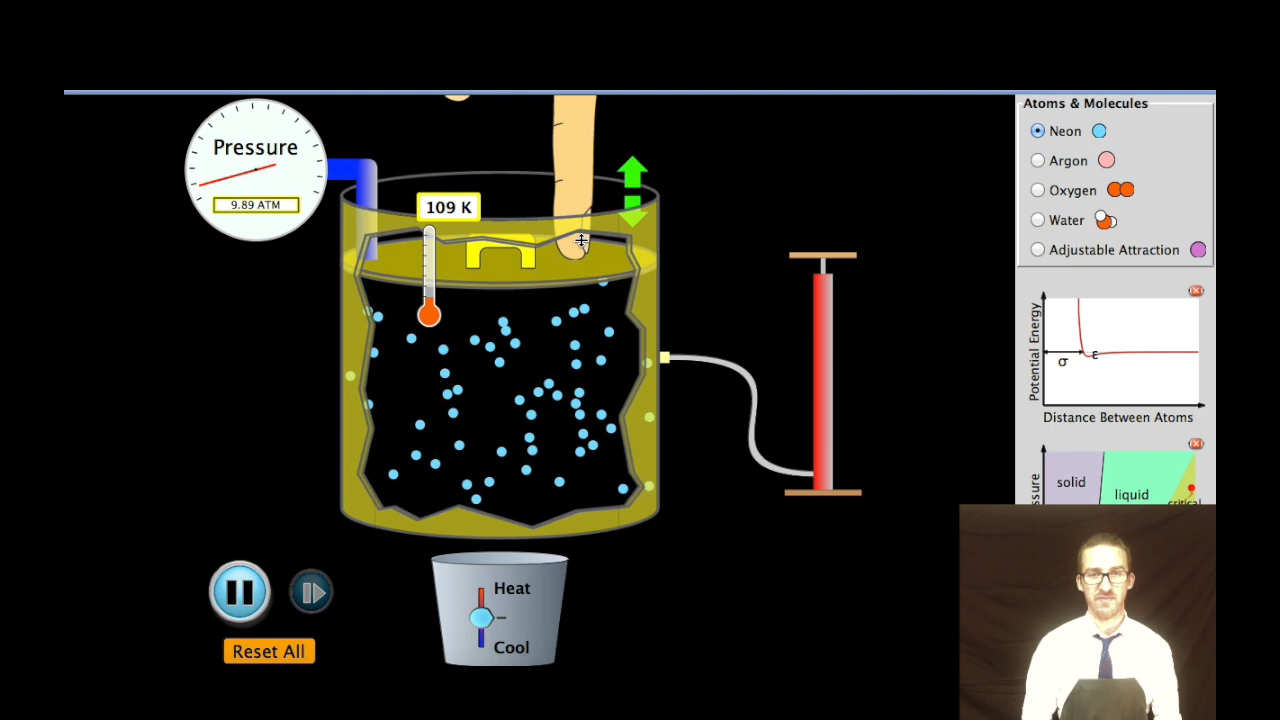 Pressure
9.89 ATM
109 K
Heat
Cool
Reset All
Atoms & Molecules
Neon
Argon
Oxygen
Water
Adjustable Attraction
Potential Energy
σ
ε
Distance Between Atoms
solid
liquid